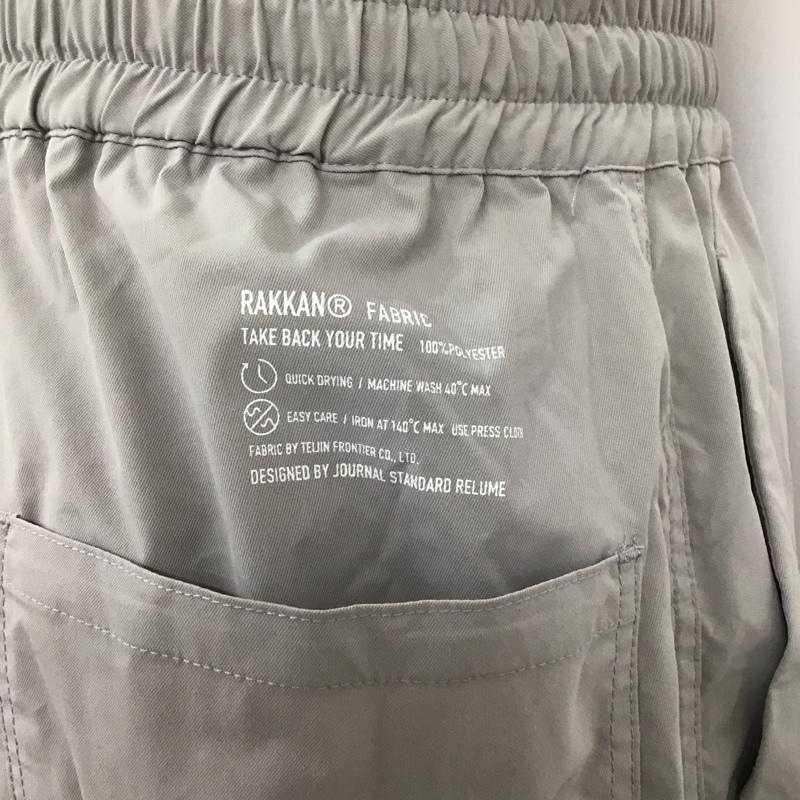 RAKKAN® FABRIC
TAKE BACK YOUR TIME 100%POLYESTER
QUICK DRYING / MACHINE WASH 40℃ MAX
EASY CARE / IRON AT 140℃ MAX USE PRESS CLOTH
FABRIC BY TEIJIN FRONTIER CO., LTD.
DESIGNED BY JOURNAL STANDARD RELUME